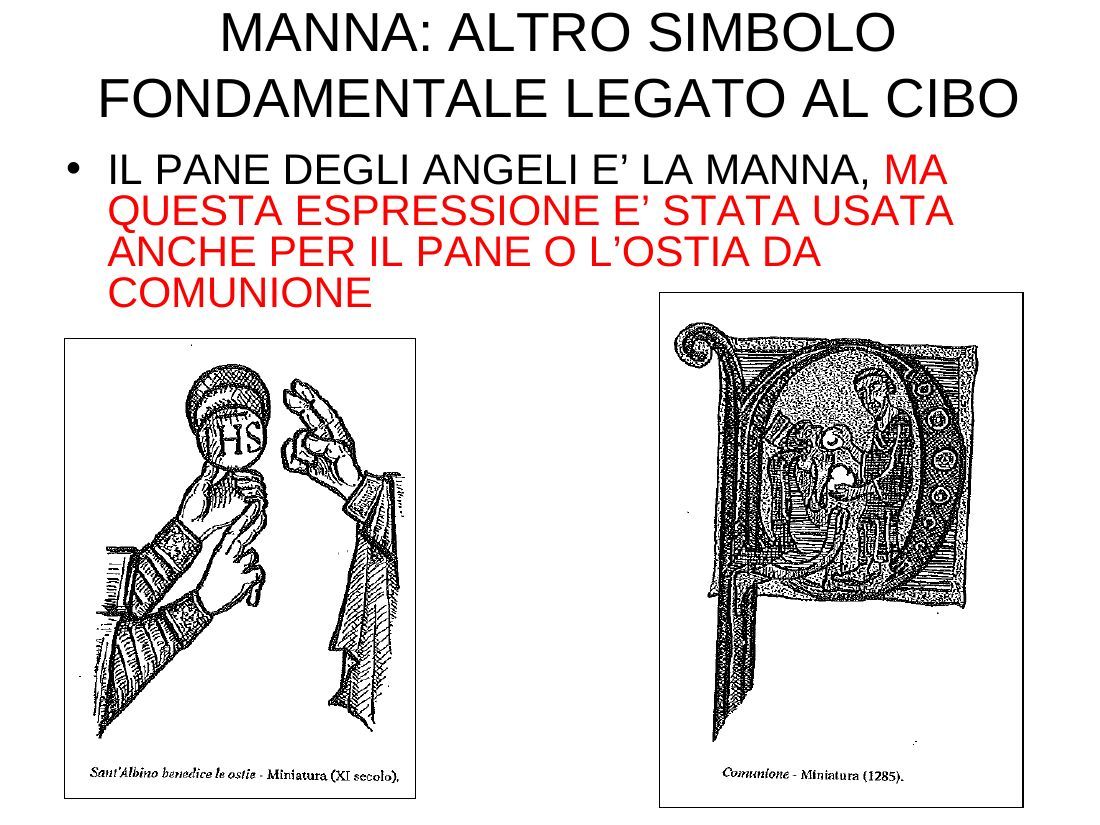 MANNA: ALTRO SIMBOLO
FONDAMENTALE LEGATO AL CIBO
• IL PANE DEGLI ANGELI E’ LA MANNA, MA
QUESTA ESPRESSIONE E’ STATA USATA
ANCHE PER IL PANE O L’OSTIA DA
COMUNIONE
IHS
Sant'Albino benedice le ostie - Miniatura (XI secolo).
Comunione - Miniatura (1285).